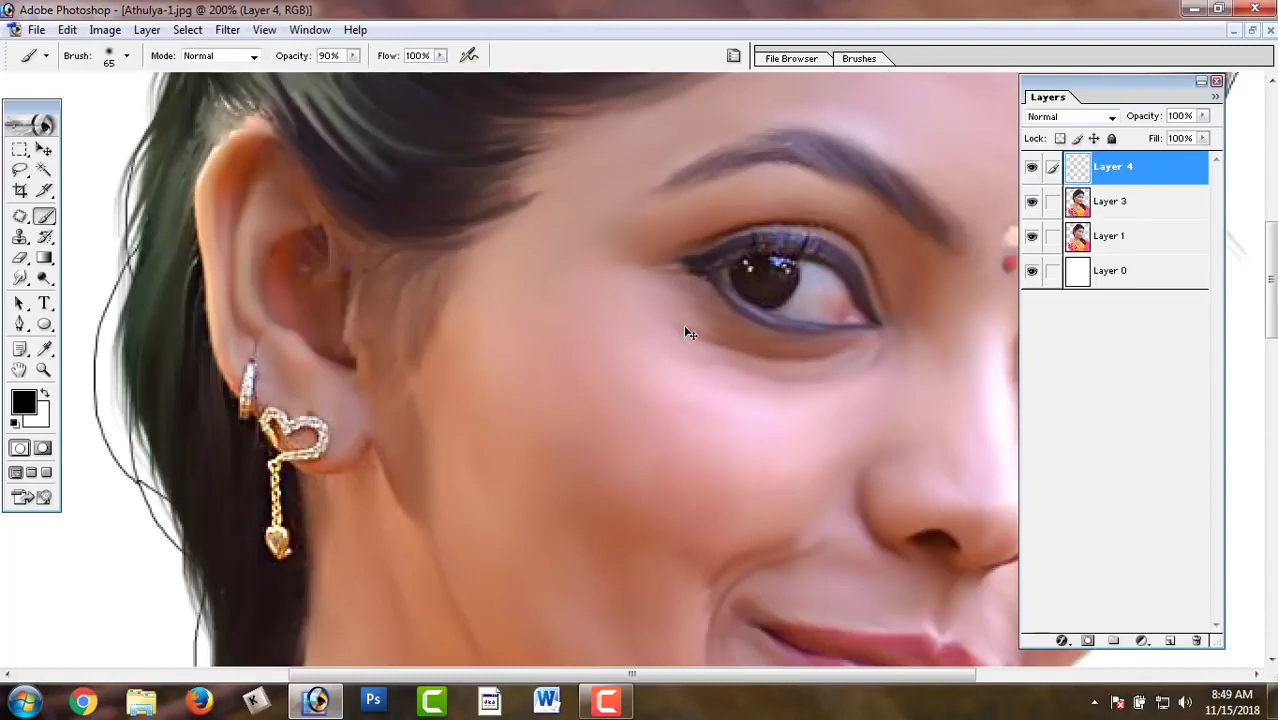 Adobe Photoshop - [Athulya-1.jpg @ 200% (Layer 4, RGB)]
File Edit Image Layer Select Filter View Window Help
Brush: 65 Mode: Normal Opacity: 90% Flow: 100% File Browser Brushes
Layers
Normal Opacity: 100%
Lock: Fill: 100%
Layer 4
Layer 3
Layer 1
Layer 0
8:49 AM
11/15/2018